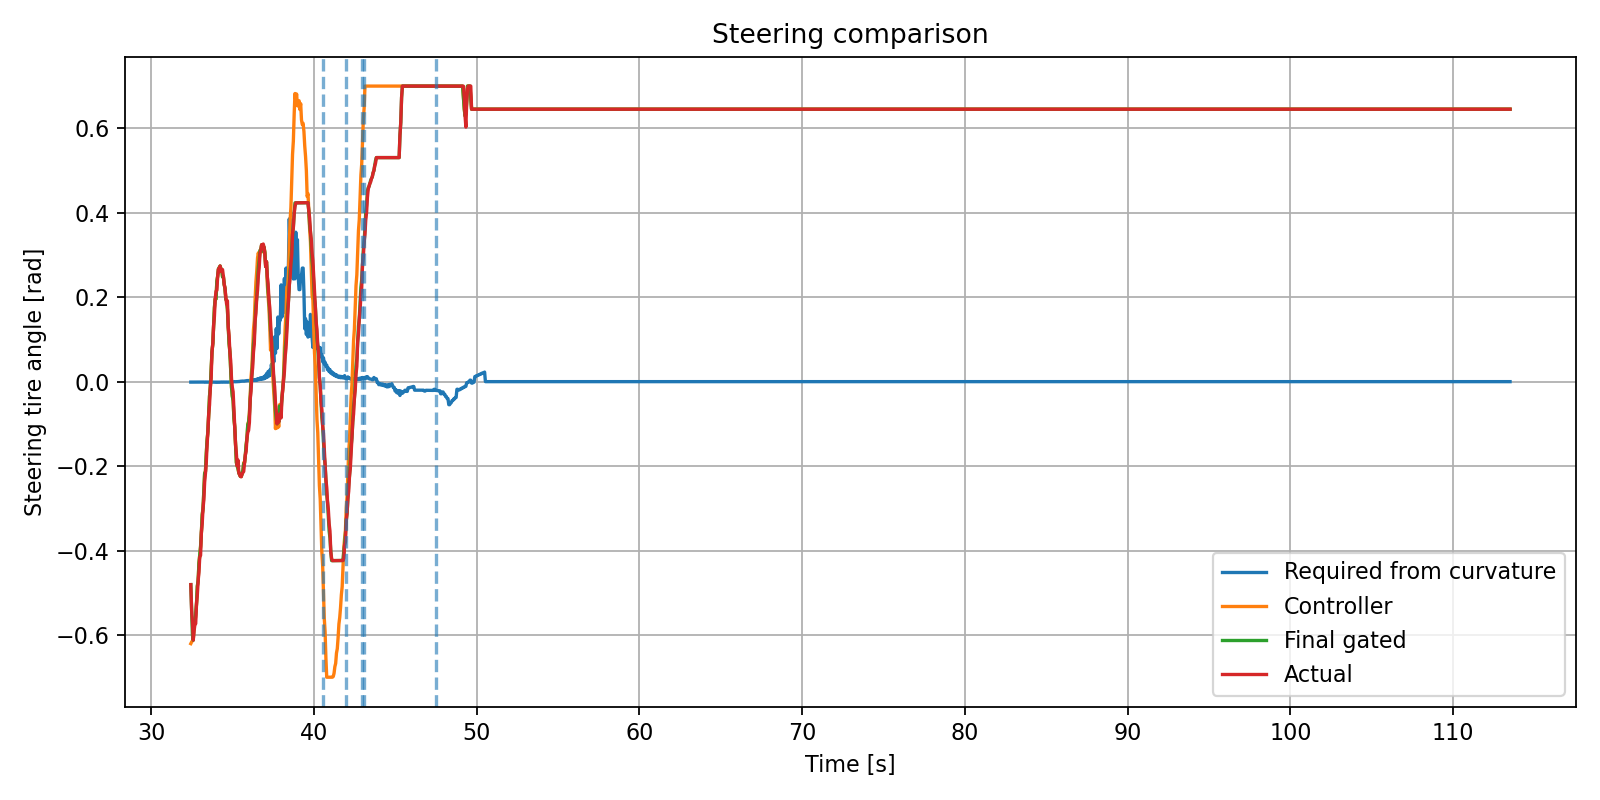 Steering comparison
Steering tire angle [rad]
0.6
0.4
0.2
0.0
−0.2
−0.4
−0.6
30 40 50 60 70 80 90 100 110
Time [s]
Required from curvature
Controller
Final gated
Actual